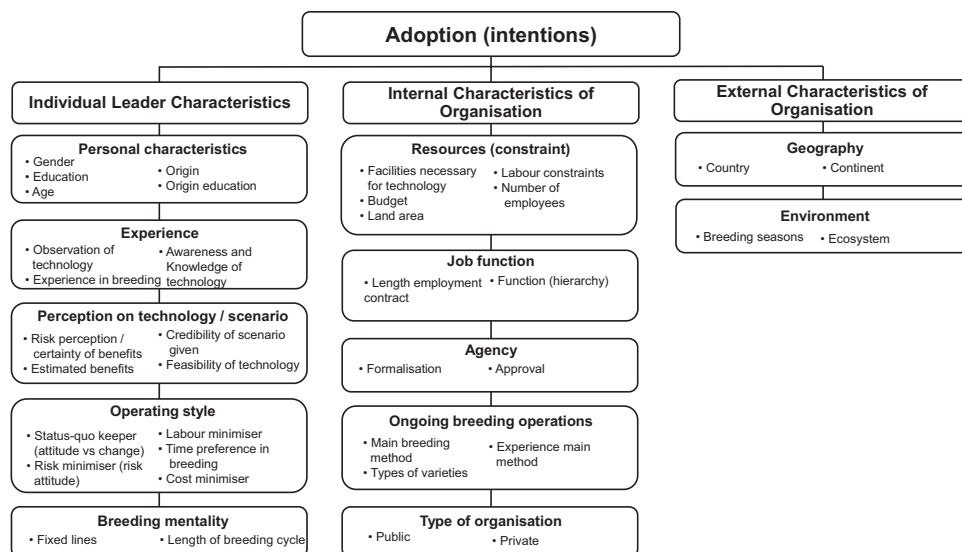 Adoption (intentions)
Individual Leader Characteristics
Personal characteristics
• Gender
• Education
• Age
• Origin
• Origin education
Experience
• Observation of
technology
• Experience in breeding
• Awareness and
Knowledge of
technology
Perception on technology / scenario
• Risk perception /
certainty of benefits
• Estimated benefits
• Credibility of scenario
given
• Feasibility of technology
Operating style
• Status-quo keeper
(attitude vs change)
• Risk minimiser (risk
attitude)
• Labour minimiser
• Time preference in
breeding
• Cost minimiser
Breeding mentality
• Fixed lines
• Length of breeding cycle
Internal Characteristics of
Organisation
Resources (constraint)
• Facilities necessary
for technology
• Budget
• Land area
• Labour constraints
• Number of
employees
Job function
• Length employment
contract
• Function (hierarchy)
Agency
• Formalisation
• Approval
Ongoing breeding operations
• Main breeding
method
• Types of varieties
• Experience main
method
Type of organisation
• Public
• Private
External Characteristics of
Organisation
Geography
• Country
• Continent
Environment
• Breeding seasons
• Ecosystem